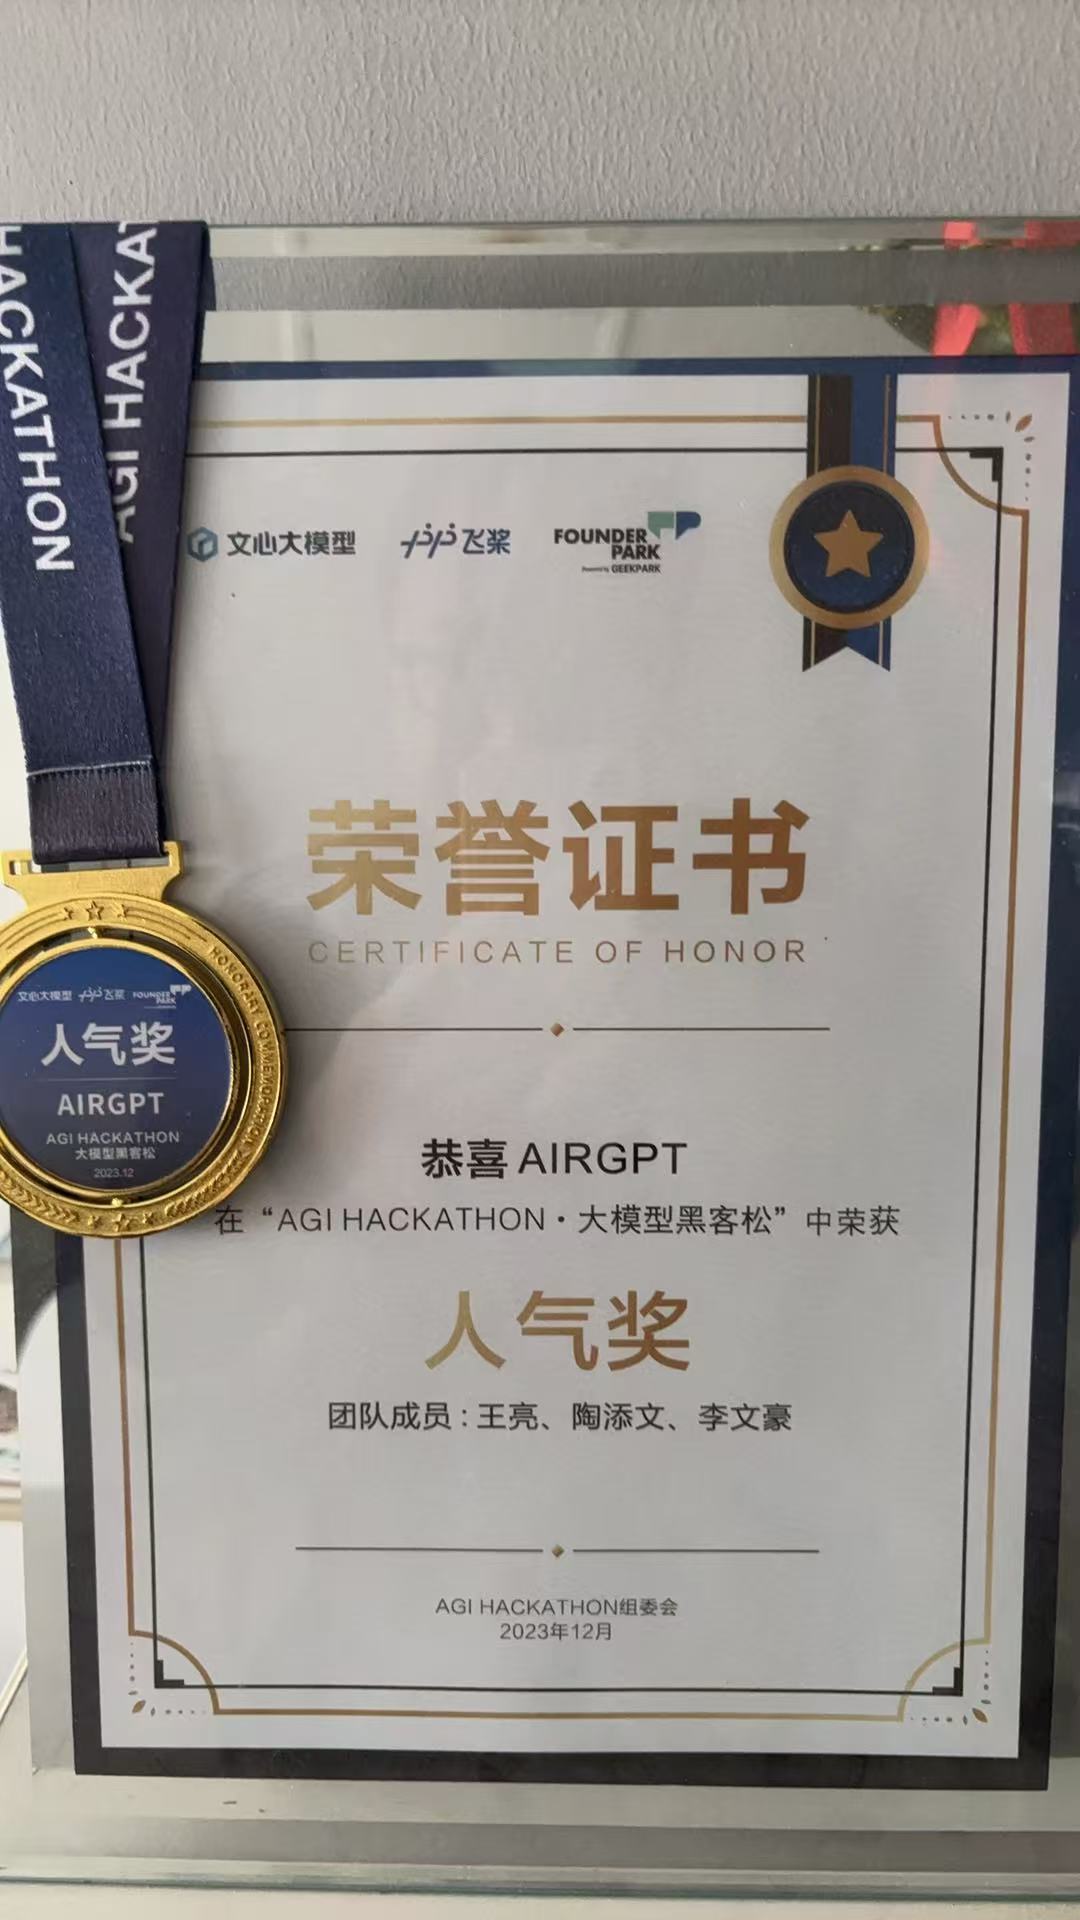 HACKATHON
AGI HACKAT
文心大模型 飞桨 FOUNDER PARK
Powered by GEEKPARK
荣誉证书
CERTIFICATE OF HONOR
恭喜 AIRGPT
在“AGI HACKATHON·大模型黑客松”中荣获
人气奖
团队成员:王亮、陶添文、李文豪
AGI HACKATHON组委会
2023年12月
HONORARY COMMEMORATION
文心大模型 飞桨 FOUNDER PARK
人气奖
AIRGPT
AGI HACKATHON
大模型黑客松
2023.12